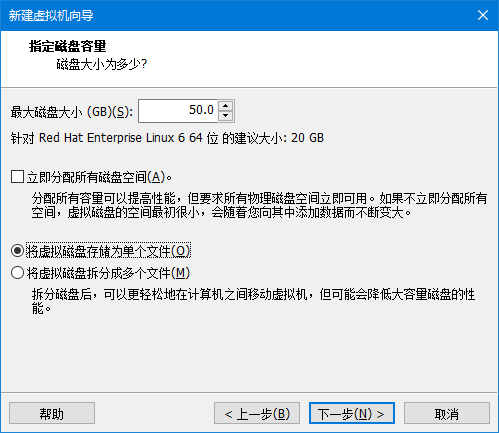 新建虚拟机向导
指定磁盘容量
磁盘大小为多少?
最大磁盘大小 (GB)(S): 50.0
针对 Red Hat Enterprise Linux 6 64 位 的建议大小: 20 GB
立即分配所有磁盘空间(A)。
分配所有容量可以提高性能，但要求所有物理磁盘空间立即可用。如果不立即分配所有
空间，虚拟磁盘的空间最初很小，会随着您向其中添加数据而不断变大。
将虚拟磁盘存储为单个文件(O)
将虚拟磁盘拆分成多个文件(M)
拆分磁盘后，可以更轻松地在计算机之间移动虚拟机，但可能会降低大容量磁盘的性
能。
帮助 < 上一步(B) 下一步(N) > 取消